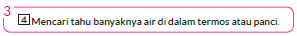 3
4 Mencari tahu banyaknya air di dalam termos atau panci.